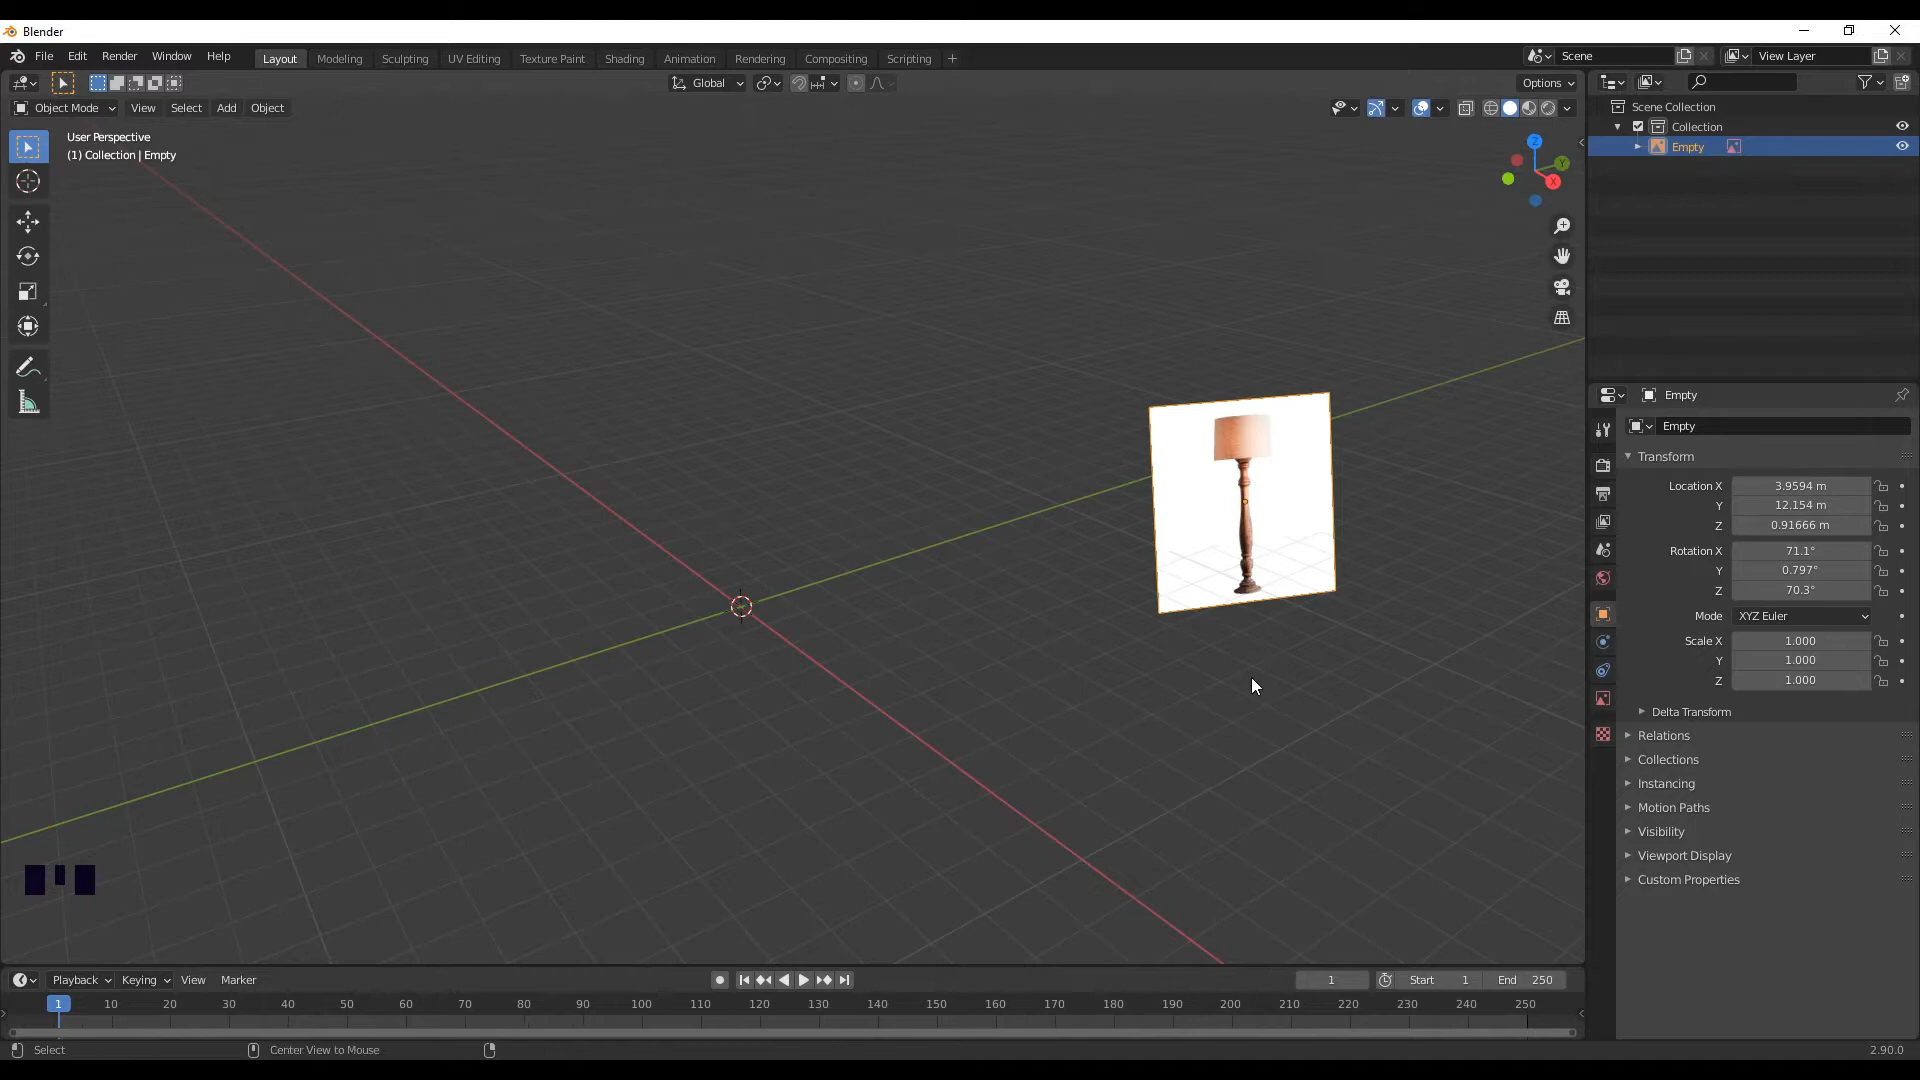 Blender
File Edit Render Window Help Layout Modeling Sculpting UV Editing Texture Paint Shading Animation Rendering Compositing Scripting + Scene View Layer
Global Options
Object Mode View Select Add Object
User Perspective
(1) Collection | Empty
Z
Y
X
Scene Collection
Collection
Empty
Empty
Empty
Transform
Location X 3.9594 m
Y 12.154 m
Z 0.91666 m
Rotation X 71.1°
Y 0.797°
Z 70.3°
Mode XYZ Euler
Scale X 1.000
Y 1.000
Z 1.000
Delta Transform
Relations
Collections
Instancing
Motion Paths
Visibility
Viewport Display
Custom Properties
Playback Keying View Marker 1 Start 1 End 250
1 10 20 30 40 50 60 70 80 90 100 110 120 130 140 150 160 170 180 190 200 210 220 230 240 250
Select Center View to Mouse 2.90.0